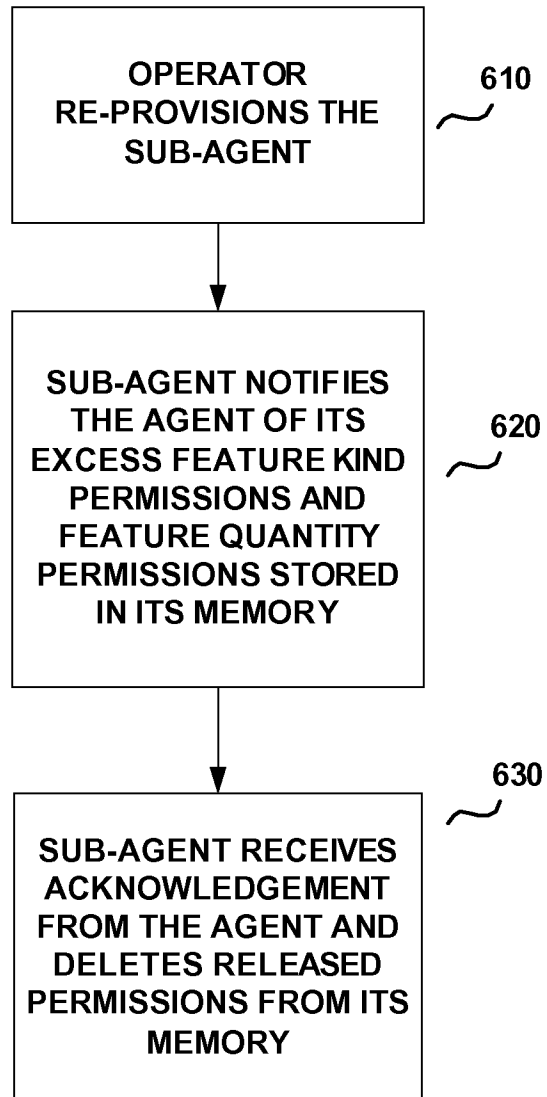 OPERATOR
RE-PROVISIONS THE
SUB-AGENT
610
SUB-AGENT NOTIFIES
THE AGENT OF ITS
EXCESS FEATURE KIND
PERMISSIONS AND
FEATURE QUANTITY
PERMISSIONS STORED
IN ITS MEMORY
620
SUB-AGENT RECEIVES
ACKNOWLEDGEMENT
FROM THE AGENT AND
DELETES RELEASED
PERMISSIONS FROM ITS
MEMORY
630